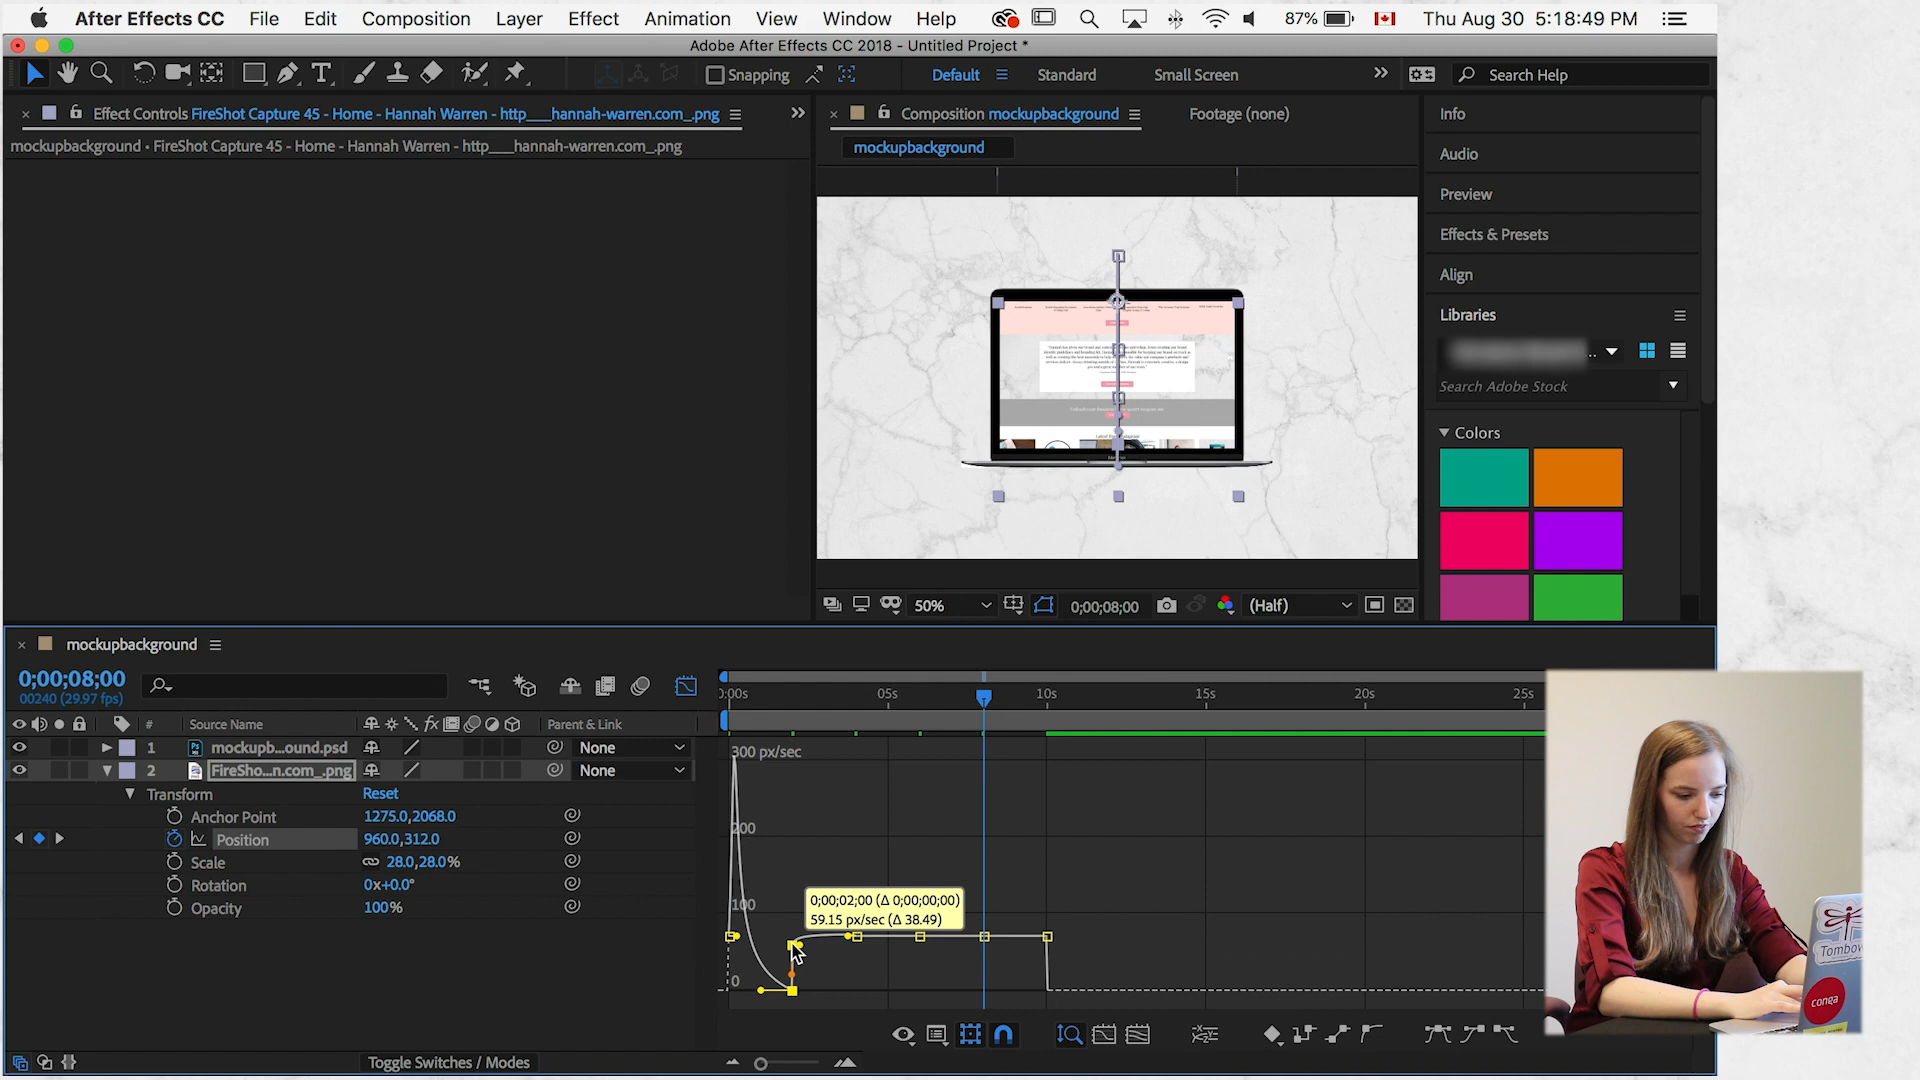 After Effects CC File Edit Composition Layer Effect Animation View Window Help 87% Thu Aug 30 5:18:49 PM
Adobe After Effects CC 2018 - Untitled Project *
Snapping Default Standard Small Screen Search Help
Effect Controls FireShot Capture 45 - Home - Hannah Warren - http___hannah-warren.com_.png
Composition mockupbackground Footage (none)
mockupbackground • FireShot Capture 45 - Home - Hannah Warren - http___hannah-warren.com_.png
mockupbackground
Info
Audio
Preview
Effects & Presets
Align
Libraries
Search Adobe Stock
Colors
50% 0;00;08;00 (Half)
mockupbackground
0;00;08;00
00240 (29.97 fps)
0:00s 05s 10s 15s 20s 25s
# Source Name fx Parent & Link
1 Ps mockupb...ound.psd None
2 FireSho...n.com_.png None
Transform Reset
Anchor Point 1275.0,2068.0
Position 960.0,312.0
Scale 28.0,28.0%
Rotation 0x+0.0°
Opacity 100%
300 px/sec
200
100
0
0;00;02;00 (Δ 0;00;00;00)
59.15 px/sec (Δ 38.49)
Toggle Switches / Modes
Tombow
conga